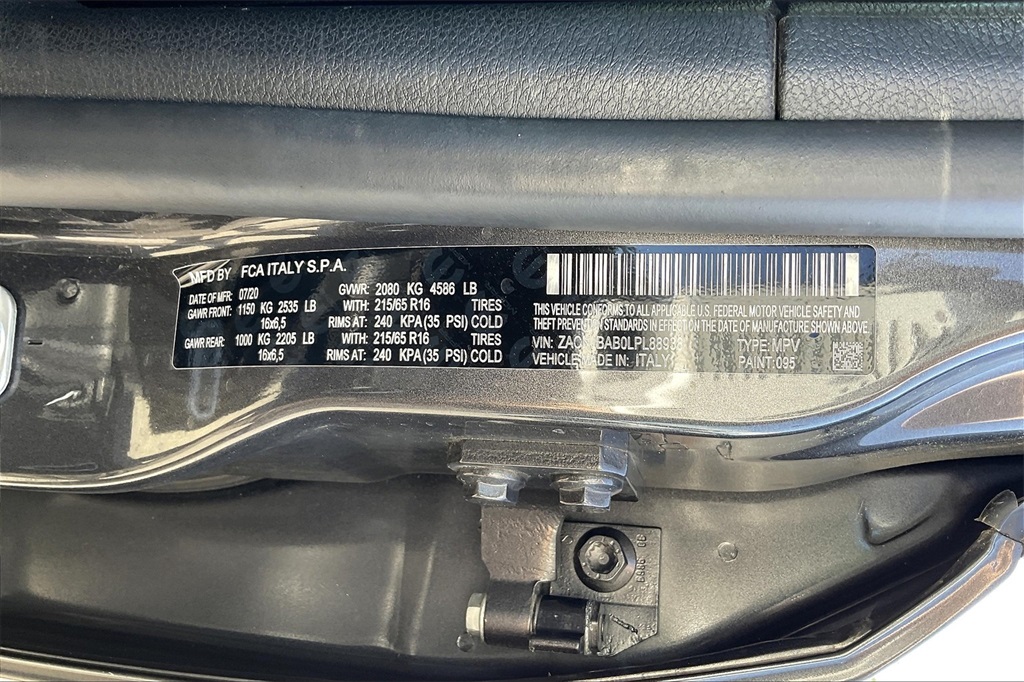 MFD BY FCA ITALY S.P.A.
DATE OF MFR: 07/20 GVWR: 2080 KG 4586 LB
GAWR FRONT: 1150 KG 2535 LB WITH: 215/65 R16 TIRES
16x6,5 RIMS AT: 240 KPA(35 PSI) COLD
GAWR REAR: 1000 KG 2205 LB WITH: 215/65 R16 TIRES
16x6,5 RIMS AT: 240 KPA(35 PSI) COLD
THIS VEHICLE CONFORMS TO ALL APPLICABLE U.S. FEDERAL MOTOR VEHICLE SAFETY AND
THEFT PREVENTION STANDARDS IN EFFECT ON THE DATE OF MANUFACTURE SHOWN ABOVE
VIN: TYPE: MPV
VEHICLE MADE IN: ITALY PAINT:095